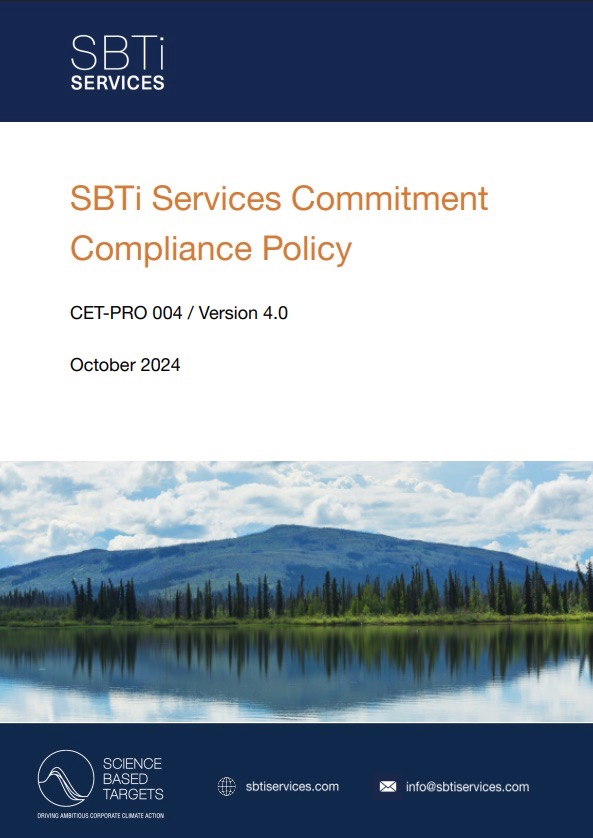 SBTi
SERVICES
SBTi Services Commitment
Compliance Policy
CET-PRO 004 / Version 4.0
October 2024
SCIENCE
BASED
TARGETS
DRIVING AMBITIOUS CORPORATE CLIMATE ACTION
sbtiservices.com
info@sbtiservices.com